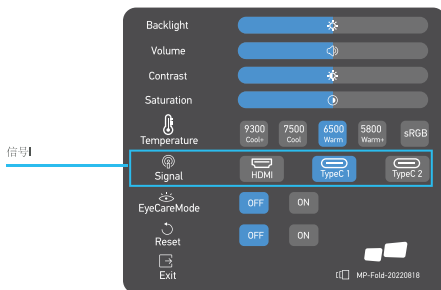 Backlight
Volume
Contrast
Saturation
Temperature
9300 Cool+
7500 Cool
6500 Warm
5800 Warm+
sRGB
信号
Signal
HDMI
TypeC 1
TypeC 2
EyeCareMode
OFF
ON
Reset
OFF
ON
Exit
MP-Fold-20220818